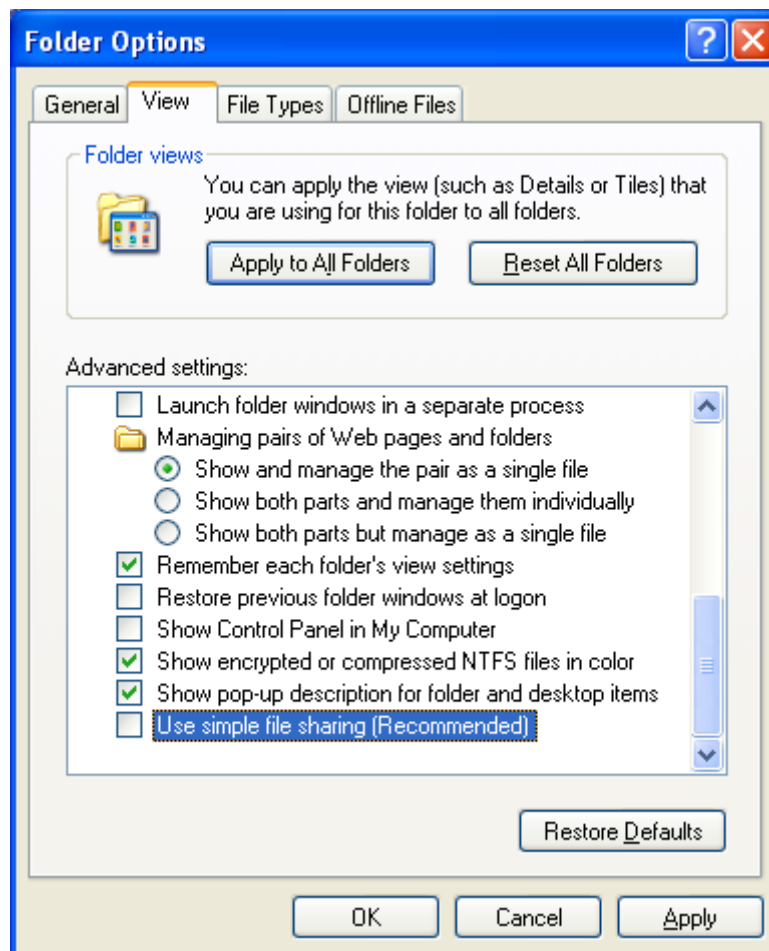 Folder Options
General View File Types Offline Files
Folder views
You can apply the view (such as Details or Tiles) that
you are using for this folder to all folders.
Apply to All Folders Reset All Folders
Advanced settings:
Launch folder windows in a separate process
Managing pairs of Web pages and folders
Show and manage the pair as a single file
Show both parts and manage them individually
Show both parts but manage as a single file
Remember each folder's view settings
Restore previous folder windows at logon
Show Control Panel in My Computer
Show encrypted or compressed NTFS files in color
Show pop-up description for folder and desktop items
Use simple file sharing (Recommended)
Restore Defaults
OK Cancel Apply